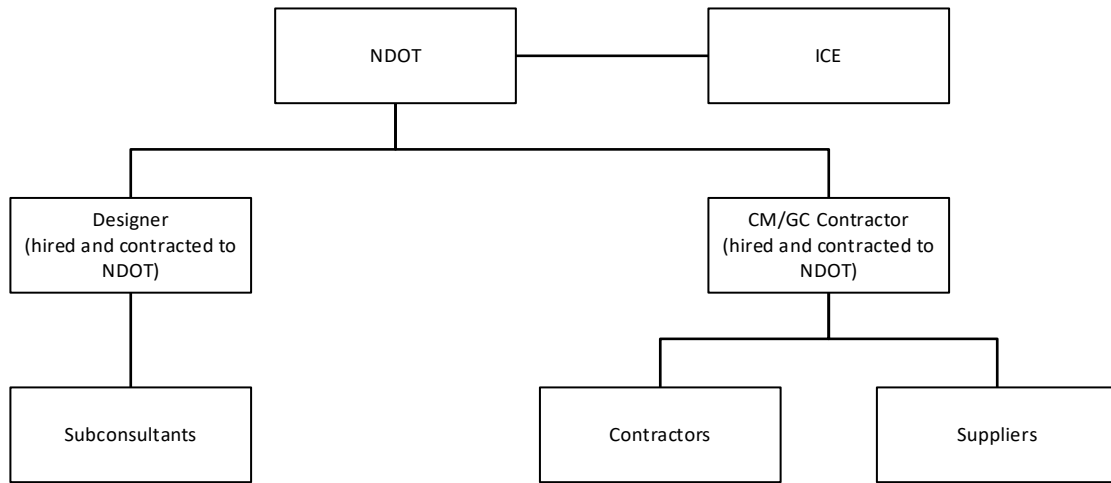 NDOT
ICE
Designer
(hired and contracted to
NDOT)
CM/GC Contractor
(hired and contracted to
NDOT)
Subconsultants
Contractors
Suppliers